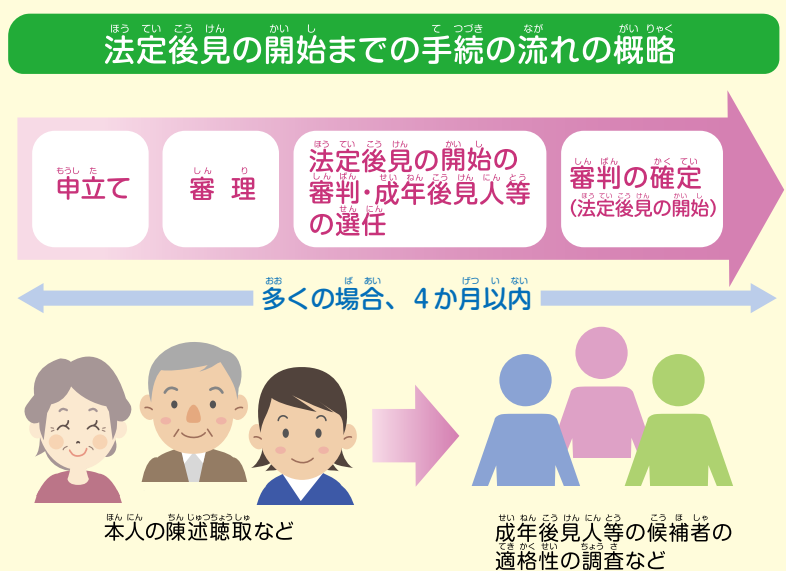 法定後見の開始までの手続の流れの概略
申立て
審理
法定後見の開始の
審判・成年後見人等
の選任
審判の確定
(法定後見の開始)
多くの場合、４か月以内
本人の陳述聴取など
成年後見人等の候補者の
適格性の調査など